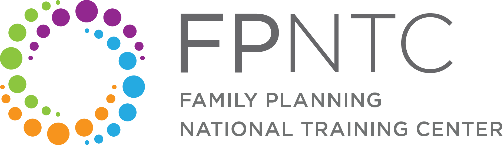 FPNTC
FAMILY PLANNING
NATIONAL TRAINING CENTER